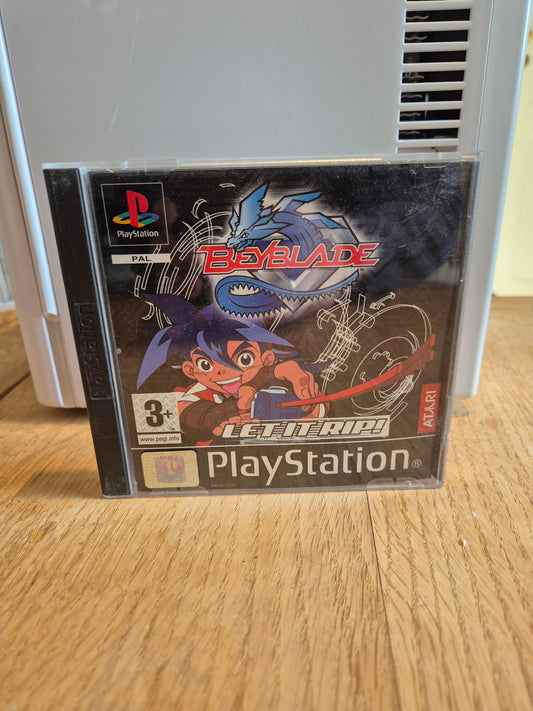 PlayStation
PlayStation
PAL
BEYBLADE
LET IT RIP!
ATARI
3+
www.pegi.info
PlayStation®